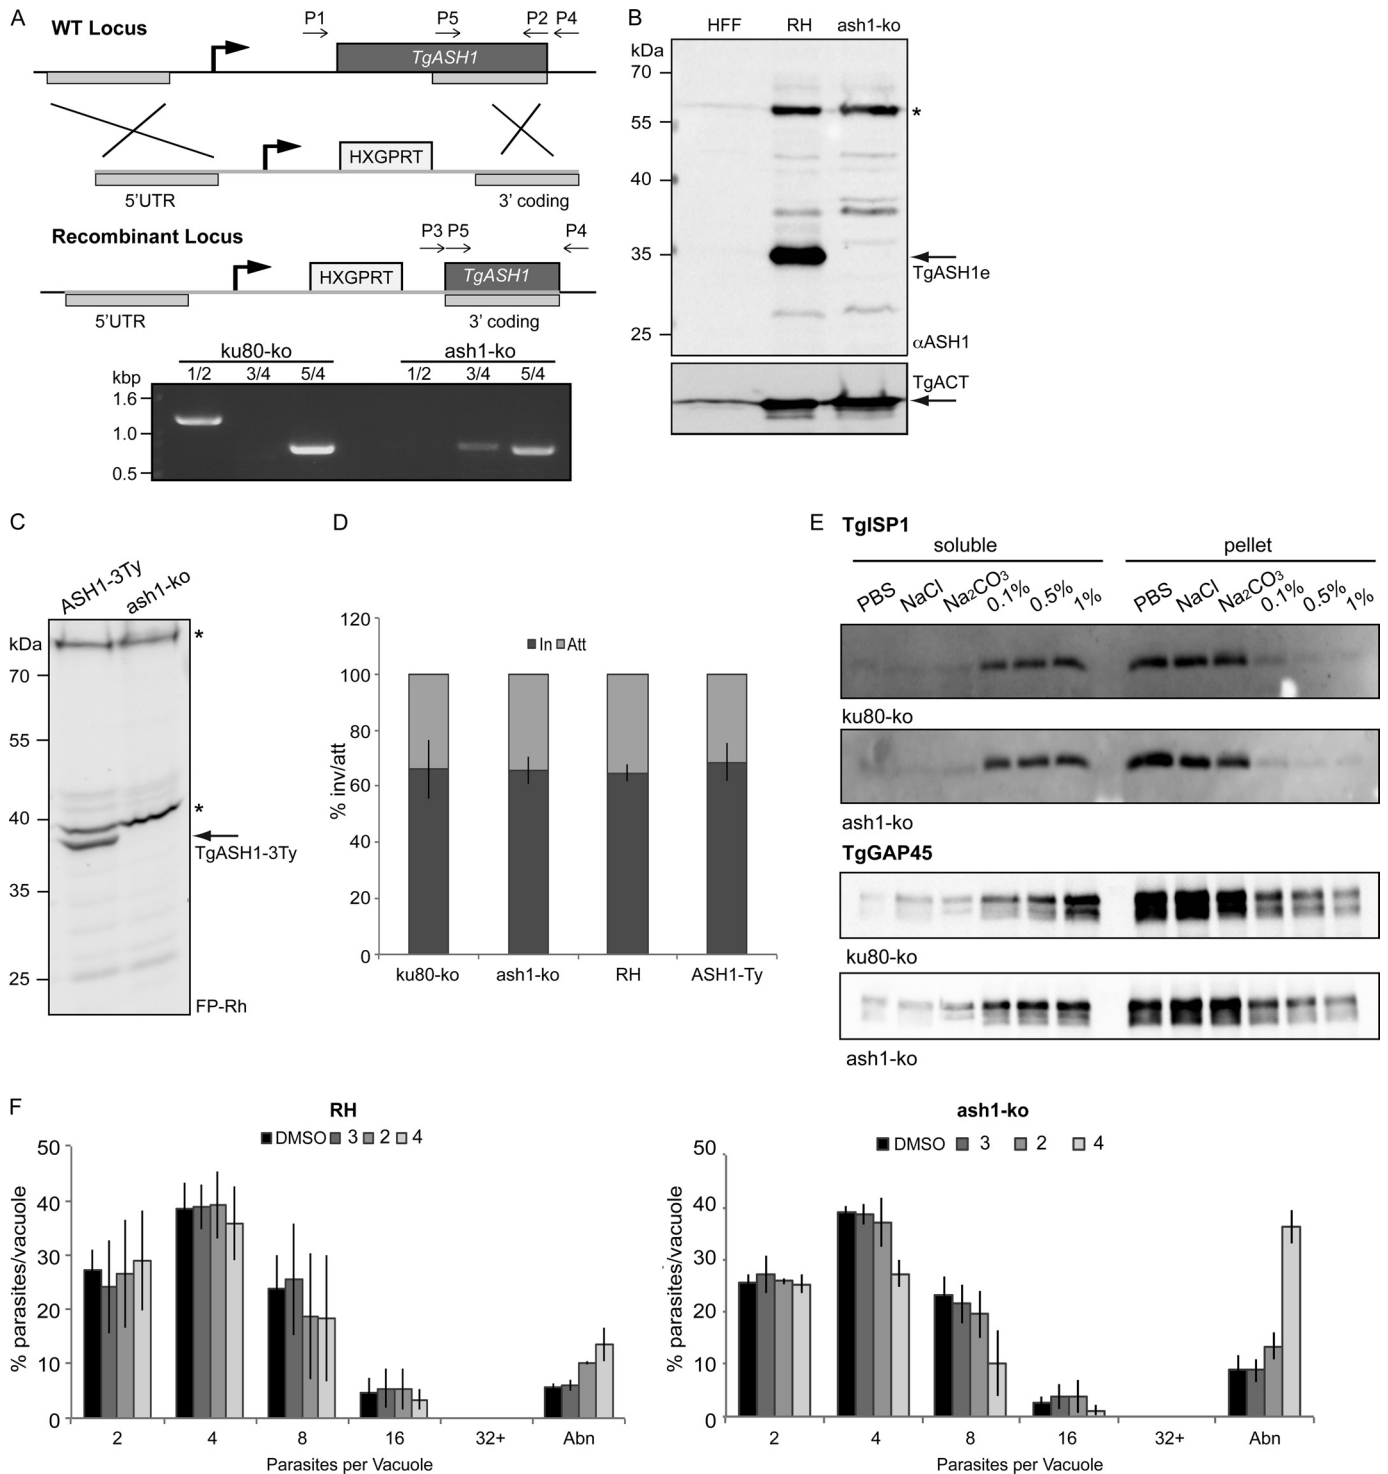 A
WT Locus
P1 P5 P2 P4
TgASH1
HXGPRT
5'UTR 3' coding
Recombinant Locus
P3 P5 P4
HXGPRT TgASH1
5'UTR 3' coding
ku80-ko ash1-ko
kbp 1/2 3/4 5/4 1/2 3/4 5/4
1.6
1.0
0.5
B
HFF RH ash1-ko
kDa
70
55 *
40
35
TgASH1e
25
αASH1
TgACT
C
ASH1-3Ty ash1-ko
kDa *
70
55
40 *
TgASH1-3Ty
35
25
FP-Rh
D
120
100
80
60
40
20
0
% inv/att
In Att
ku80-ko ash1-ko RH ASH1-Ty
E TgISP1
soluble pellet
PBS NaCl Na2CO3 0.1% 0.5% 1% PBS NaCl Na2CO3 0.1% 0.5% 1%
ku80-ko
ash1-ko
TgGAP45
ku80-ko
ash1-ko
F
RH
DMSO 3 2 4
50
40
30
20
10
0
% parasites/vacuole
2 4 8 16 32+ Abn
Parasites per Vacuole
ash1-ko
DMSO 3 2 4
50
40
30
20
10
0
% parasites/vacuole
2 4 8 16 32+ Abn
Parasites per Vacuole